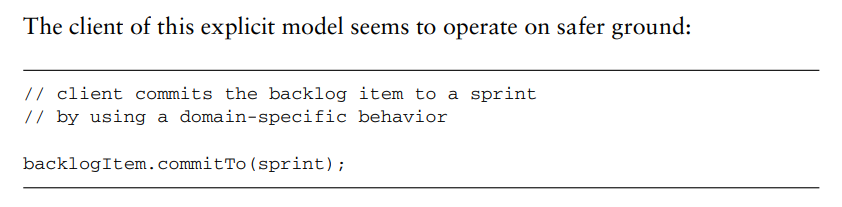 The client of this explicit model seems to operate on safer ground:
// client commits the backlog item to a sprint
// by using a domain-specific behavior
backlogItem.commitTo(sprint);